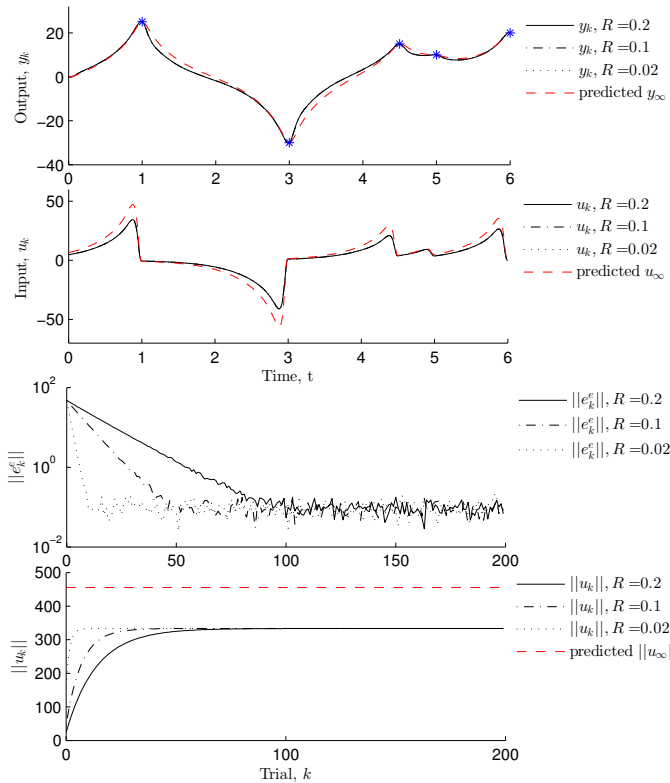 20
0
−20
−40
Output, y_k
0 1 2 3 4 5 6
y_k, R =0.2
y_k, R =0.1
y_k, R =0.02
predicted y_∞
50
0
−50
Input, u_k
0 1 2 3 4 5 6
Time, t
u_k, R =0.2
u_k, R =0.1
u_k, R =0.02
predicted u_∞
10^2
10^0
10^−2
||e_k^e||
0 50 100 150 200
||e_k^e||, R =0.2
||e_k^e||, R =0.1
||e_k^e||, R =0.02
500
400
300
200
100
0
||u_k||
0 100 200
Trial, k
||u_k||, R =0.2
||u_k||, R =0.1
||u_k||, R =0.02
predicted ||u_∞|